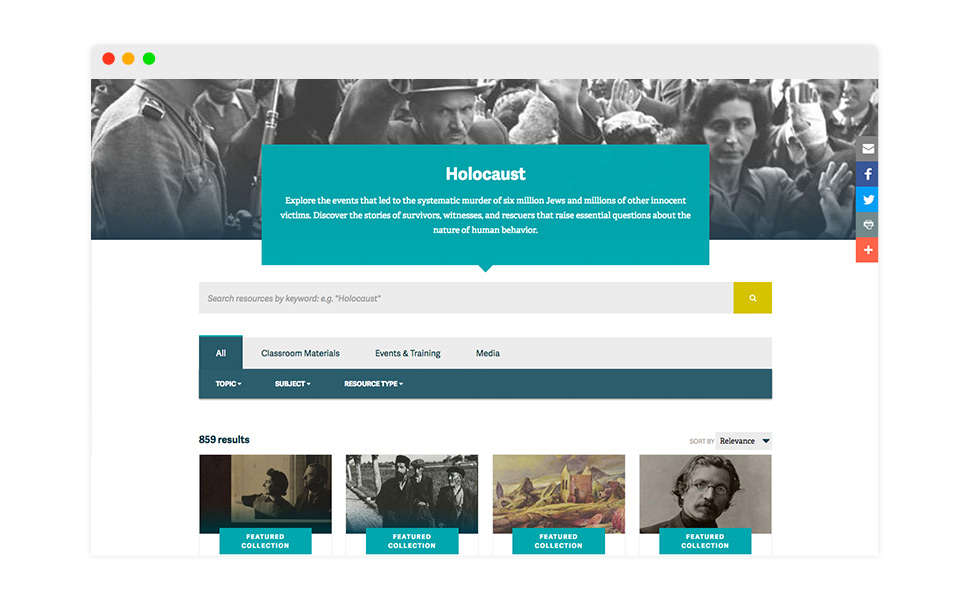 Holocaust
Explore the events that led to the systematic murder of six million Jews and millions of other innocent
victims. Discover the stories of survivors, witnesses, and rescuers that raise essential questions about the
nature of human behavior.
Search resources by keyword: e.g. "Holocaust"
All
Classroom Materials
Events & Training
Media
TOPIC
SUBJECT
RESOURCE TYPE
859 results
SORT BY
Relevance
FEATURED
COLLECTION
FEATURED
COLLECTION
FEATURED
COLLECTION
FEATURED
COLLECTION